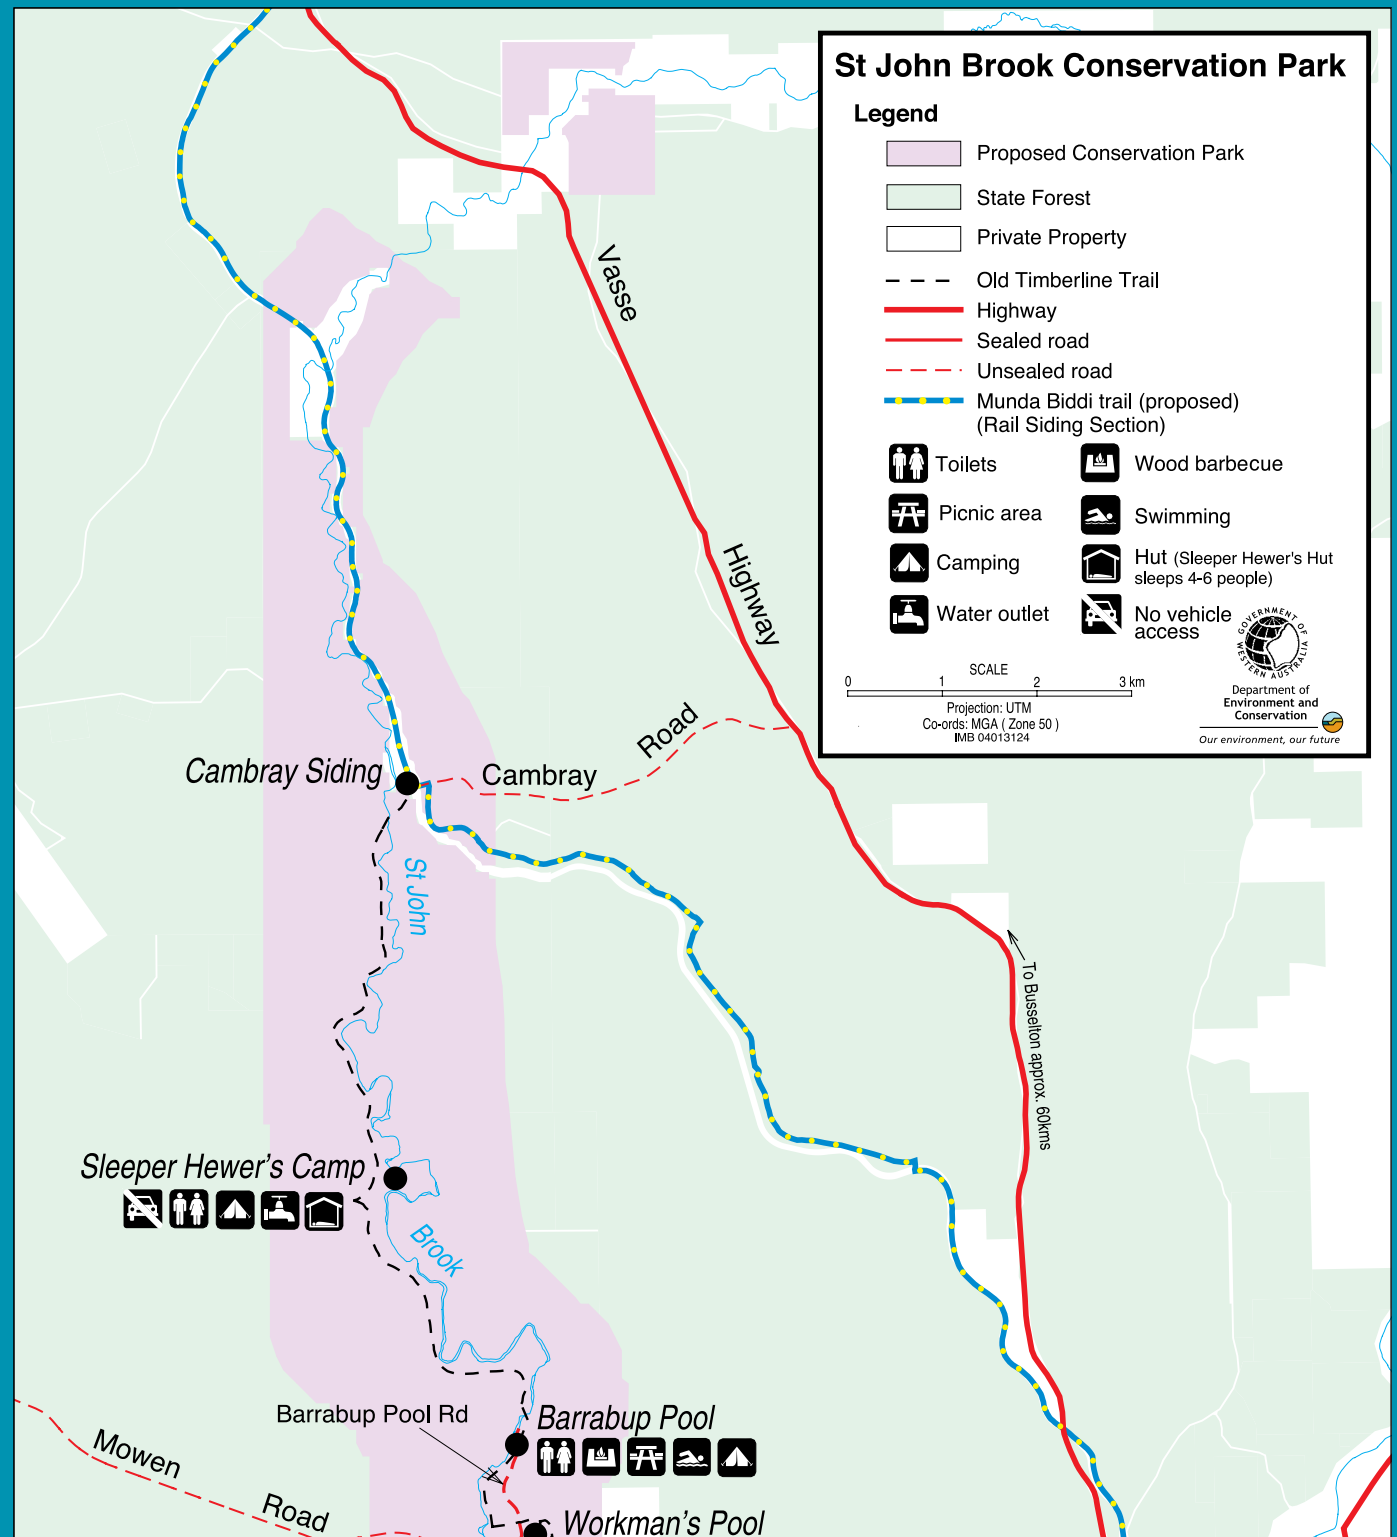 St John Brook Conservation Park
Legend
Proposed Conservation Park
State Forest
Private Property
Old Timberline Trail
Highway
Sealed road
Unsealed road
Munda Biddi trail (proposed)
(Rail Siding Section)
Toilets
Wood barbecue
Picnic area
Swimming
Camping
Hut (Sleeper Hewer's Hut
sleeps 4-6 people)
Water outlet
No vehicle
access
GOVERNMENT OF
WESTERN AUSTRALIA
SCALE
0 1 2 3 km
Projection: UTM
Co-ords: MGA ( Zone 50 )
IMB 04013124
Department of
Environment and
Conservation
Our environment, our future
Vasse
Highway
Road
Cambray
Cambray Siding
St John
To Busselton approx. 60kms
Sleeper Hewer's Camp
Brook
Barrabup Pool Rd
Barrabup Pool
Mowen
Road
Workman's Pool